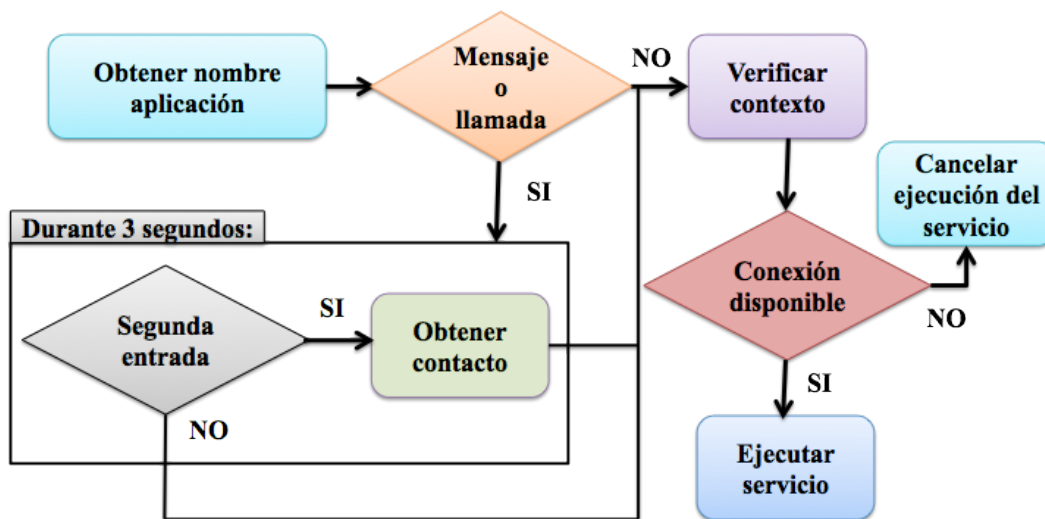 Obtener nombre
aplicación
Mensaje
o
llamada
NO
Verificar
contexto
SI
Cancelar
ejecución del
servicio
Durante 3 segundos:
Segunda
entrada
SI
Obtener
contacto
NO
Conexión
disponible
NO
SI
Ejecutar
servicio